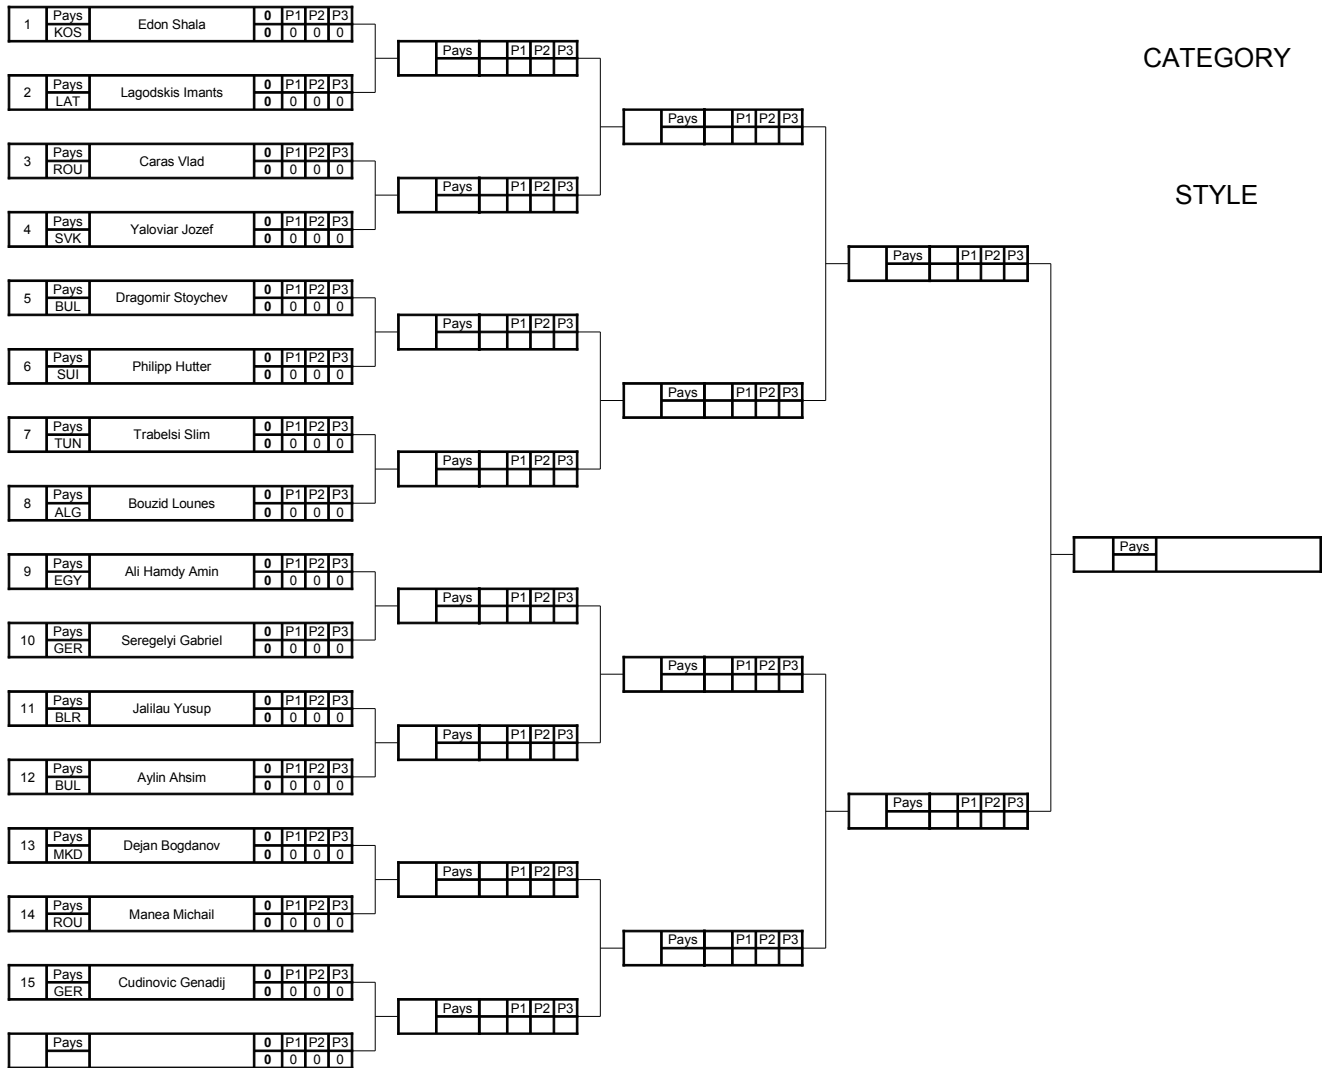 1 Pays Edon Shala 0 P1 P2 P3
KOS 0 0 0 0
Pays P1 P2 P3
CATEGORY
2 Pays Lagodskis Imants 0 P1 P2 P3
LAT 0 0 0 0
Pays P1 P2 P3
3 Pays Caras Vlad 0 P1 P2 P3
ROU 0 0 0 0
Pays P1 P2 P3
STYLE
4 Pays Yaloviar Jozef 0 P1 P2 P3
SVK 0 0 0 0
Pays P1 P2 P3
5 Pays Dragomir Stoychev 0 P1 P2 P3
BUL 0 0 0 0
Pays P1 P2 P3
6 Pays Philipp Hutter 0 P1 P2 P3
SUI 0 0 0 0
Pays P1 P2 P3
7 Pays Trabelsi Slim 0 P1 P2 P3
TUN 0 0 0 0
Pays P1 P2 P3
8 Pays Bouzid Lounes 0 P1 P2 P3
ALG 0 0 0 0
Pays
9 Pays Ali Hamdy Amin 0 P1 P2 P3
EGY 0 0 0 0
Pays P1 P2 P3
10 Pays Seregelyi Gabriel 0 P1 P2 P3
GER 0 0 0 0
Pays P1 P2 P3
11 Pays Jalilau Yusup 0 P1 P2 P3
BLR 0 0 0 0
Pays P1 P2 P3
12 Pays Aylin Ahsim 0 P1 P2 P3
BUL 0 0 0 0
Pays P1 P2 P3
13 Pays Dejan Bogdanov 0 P1 P2 P3
MKD 0 0 0 0
Pays P1 P2 P3
14 Pays Manea Michail 0 P1 P2 P3
ROU 0 0 0 0
Pays P1 P2 P3
15 Pays Cudinovic Genadij 0 P1 P2 P3
GER 0 0 0 0
Pays P1 P2 P3
Pays 0 P1 P2 P3
0 0 0 0